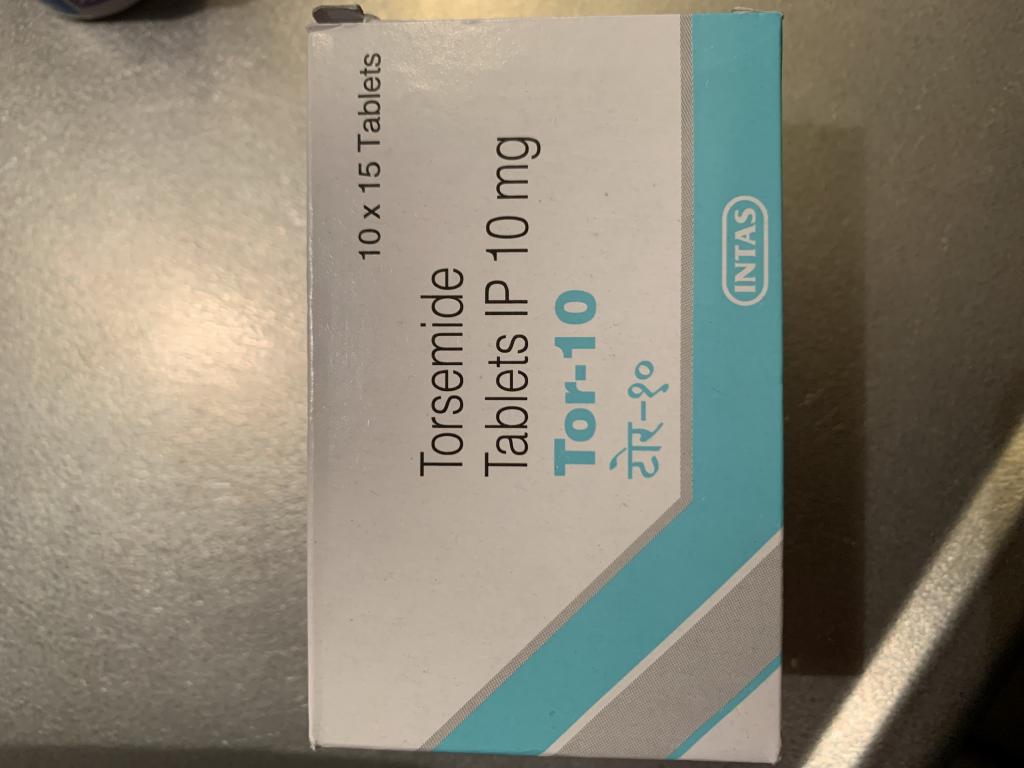 10 x 15 Tablets
Torsemide
Tablets IP 10 mg
Tor-10
टोर-१०
INTAS